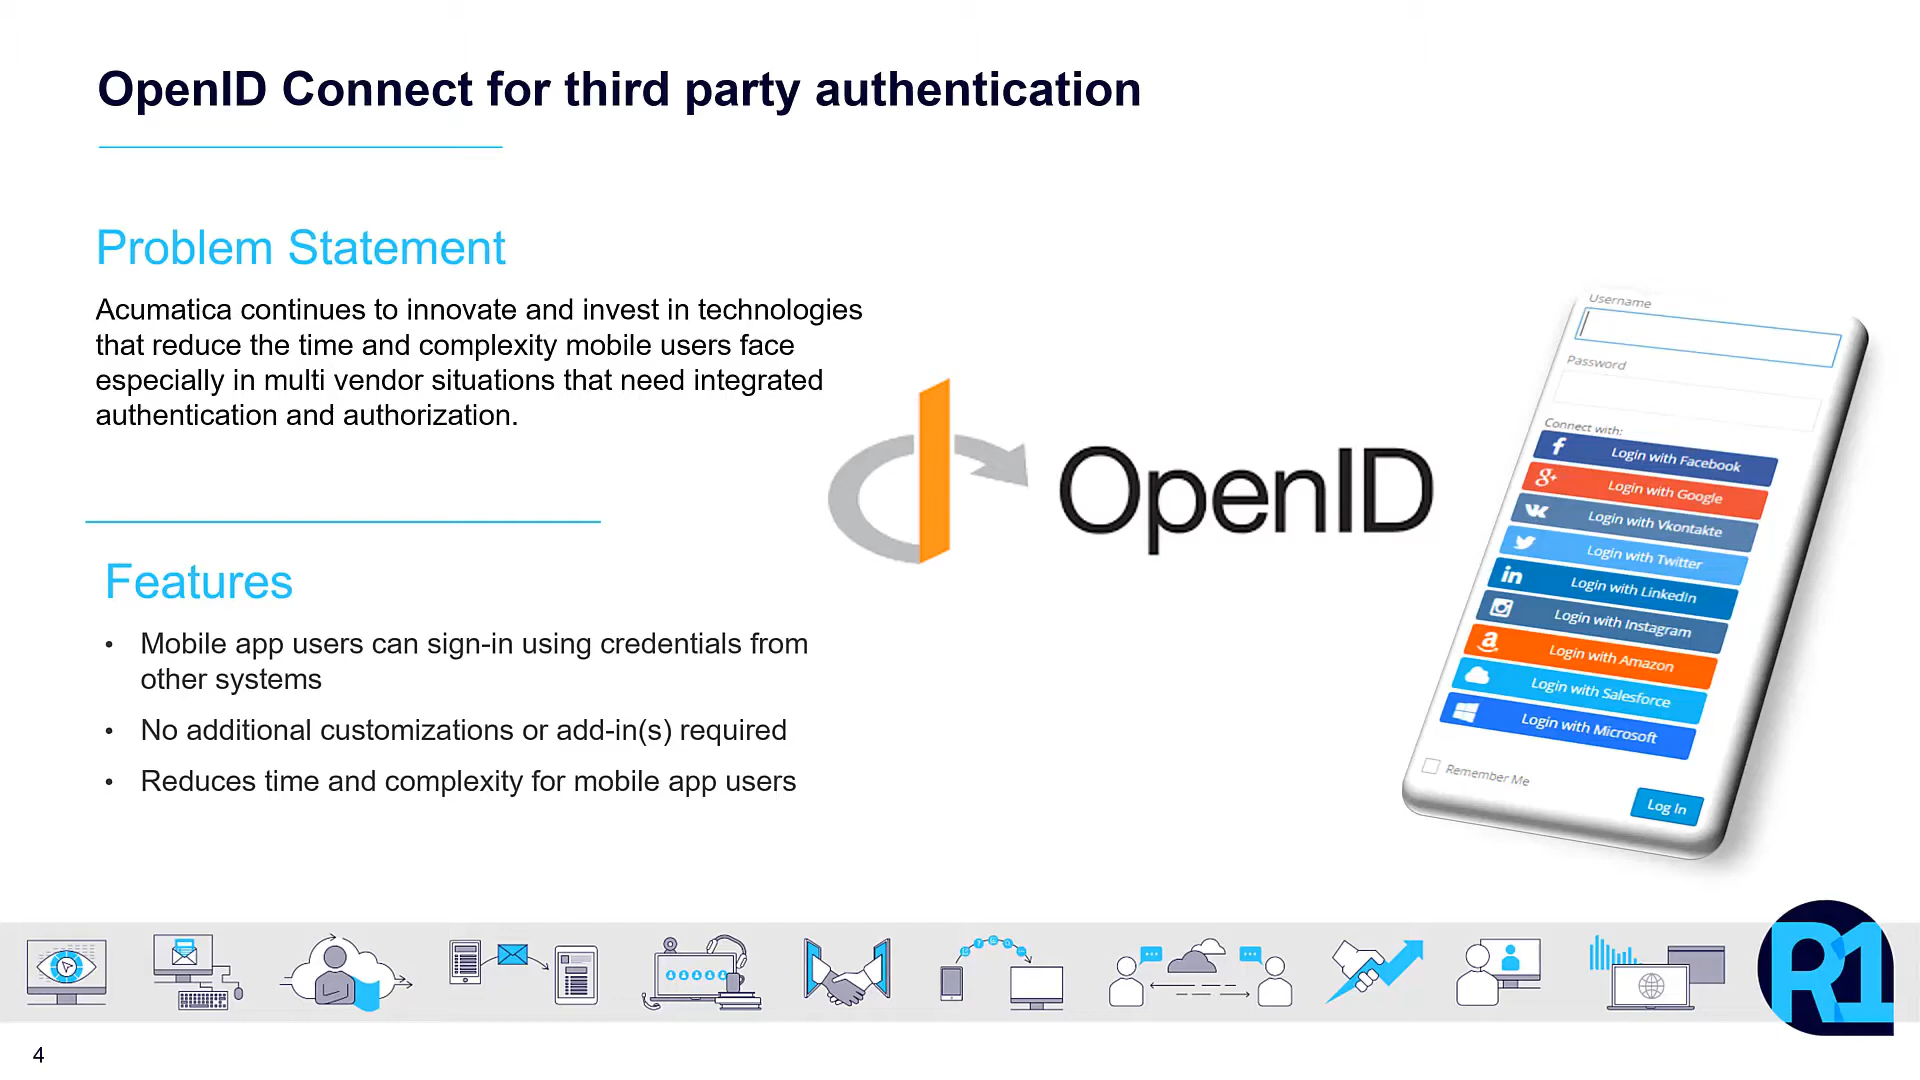 OpenID Connect for third party authentication
Problem Statement
Acumatica continues to innovate and invest in technologies
that reduce the time and complexity mobile users face
especially in multi vendor situations that need integrated
authentication and authorization.
OpenID
Features
• Mobile app users can sign-in using credentials from
other systems
• No additional customizations or add-in(s) required
• Reduces time and complexity for mobile app users
Username
Password
Connect with:
Login with Facebook
Login with Google
Login with Vkontakte
Login with Twitter
Login with LinkedIn
Login with Instagram
Login with Amazon
Login with Salesforce
Login with Microsoft
Remember Me
Log In
R1
4